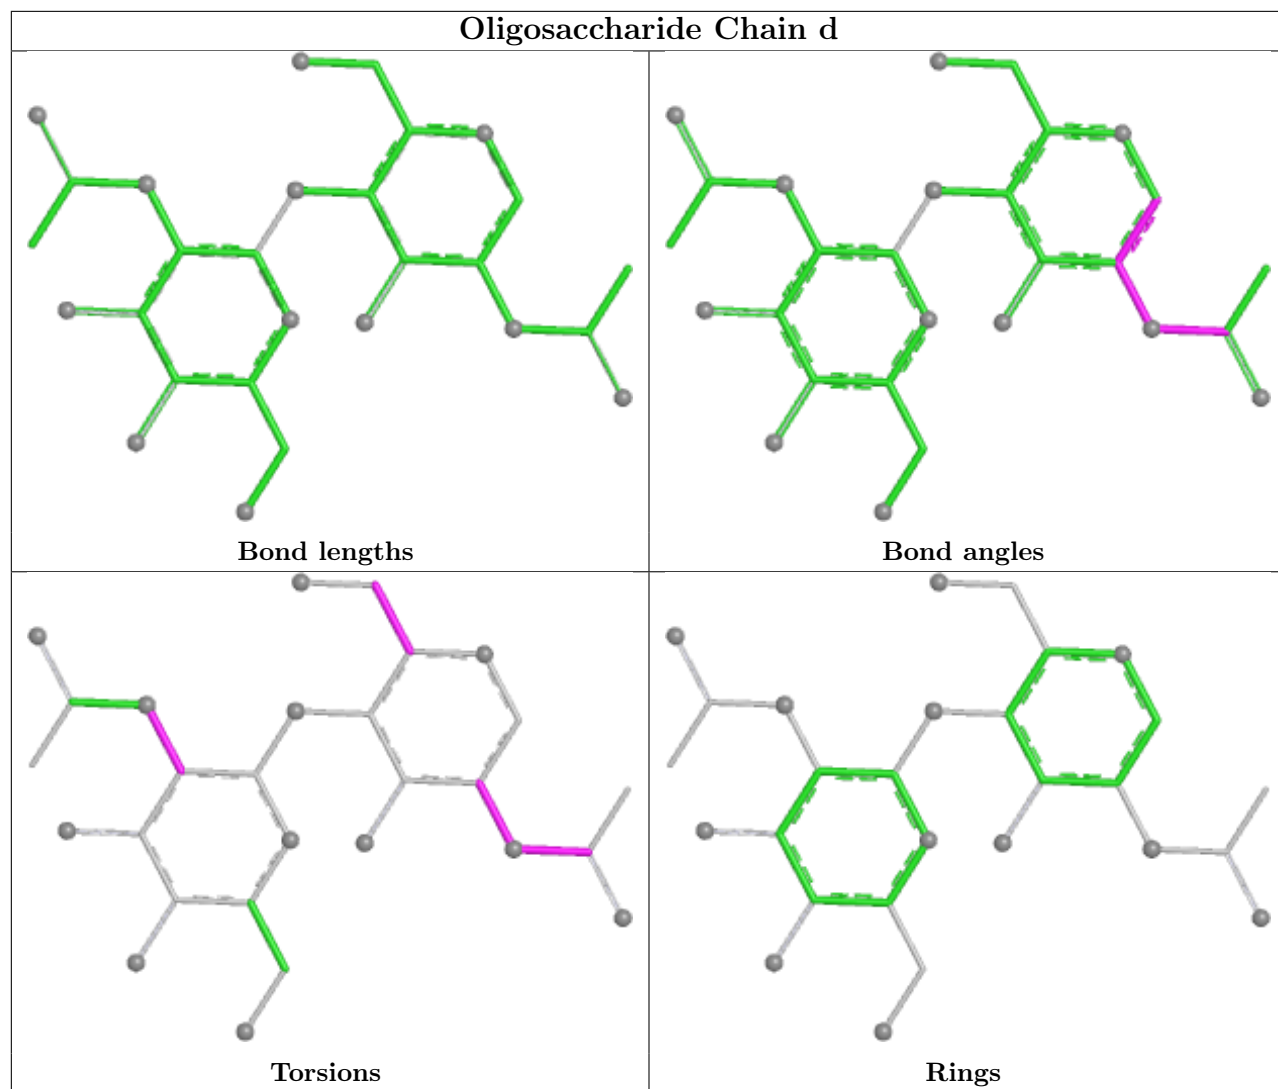 Oligosaccharide Chain d
Bond lengths
Bond angles
Torsions
Rings